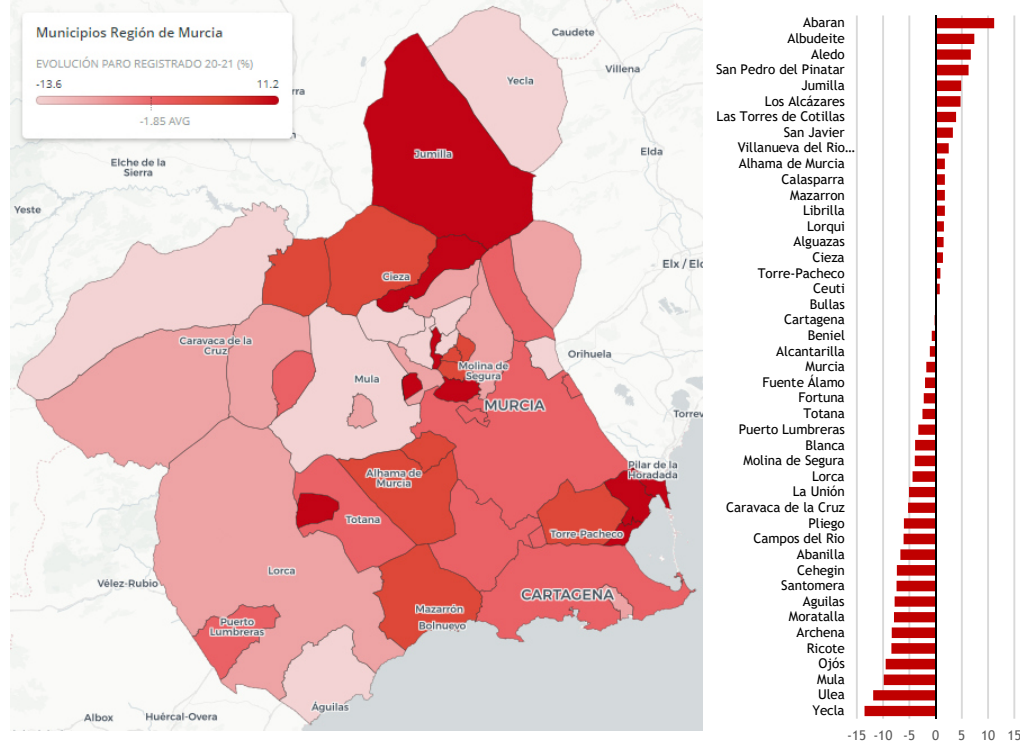 Municipios Región de Murcia
EVOLUCIÓN PARO REGISTRADO 20-21 (%)
-13.6 11.2
-1.85 AVG
Caudete
Villena
Yecla
rra
Elda
Jumilla
Elche de la
Sierra
Yeste
Elx / Elc
Cieza
Caravaca de la
Cruz
Orihuela
Molina de
Segura
Mula
MURCIA
Torrev
Pilar de la
Horadada
Alhama de
Murcia
Totana
Torre-Pacheco
Lorca
Vélez-Rubio
CARTAGENA
Mazarrón
Bolnuevo
Puerto
Lumbreras
Águilas
Albox
Huércal-Overa
Abaran
Albudeite
Aledo
San Pedro del Pinatar
Jumilla
Los Alcázares
Las Torres de Cotillas
San Javier
Villanueva del Rio...
Alhama de Murcia
Calasparra
Mazarron
Librilla
Lorqui
Alguazas
Cieza
Torre-Pacheco
Ceuti
Bullas
Cartagena
Beniel
Alcantarilla
Murcia
Fuente Álamo
Fortuna
Totana
Puerto Lumbreras
Blanca
Molina de Segura
Lorca
La Unión
Caravaca de la Cruz
Pliego
Campos del Rio
Abanilla
Cehegin
Santomera
Aguilas
Moratalla
Archena
Ricote
Ojós
Mula
Ulea
Yecla
-15 -10 -5 0 5 10 15